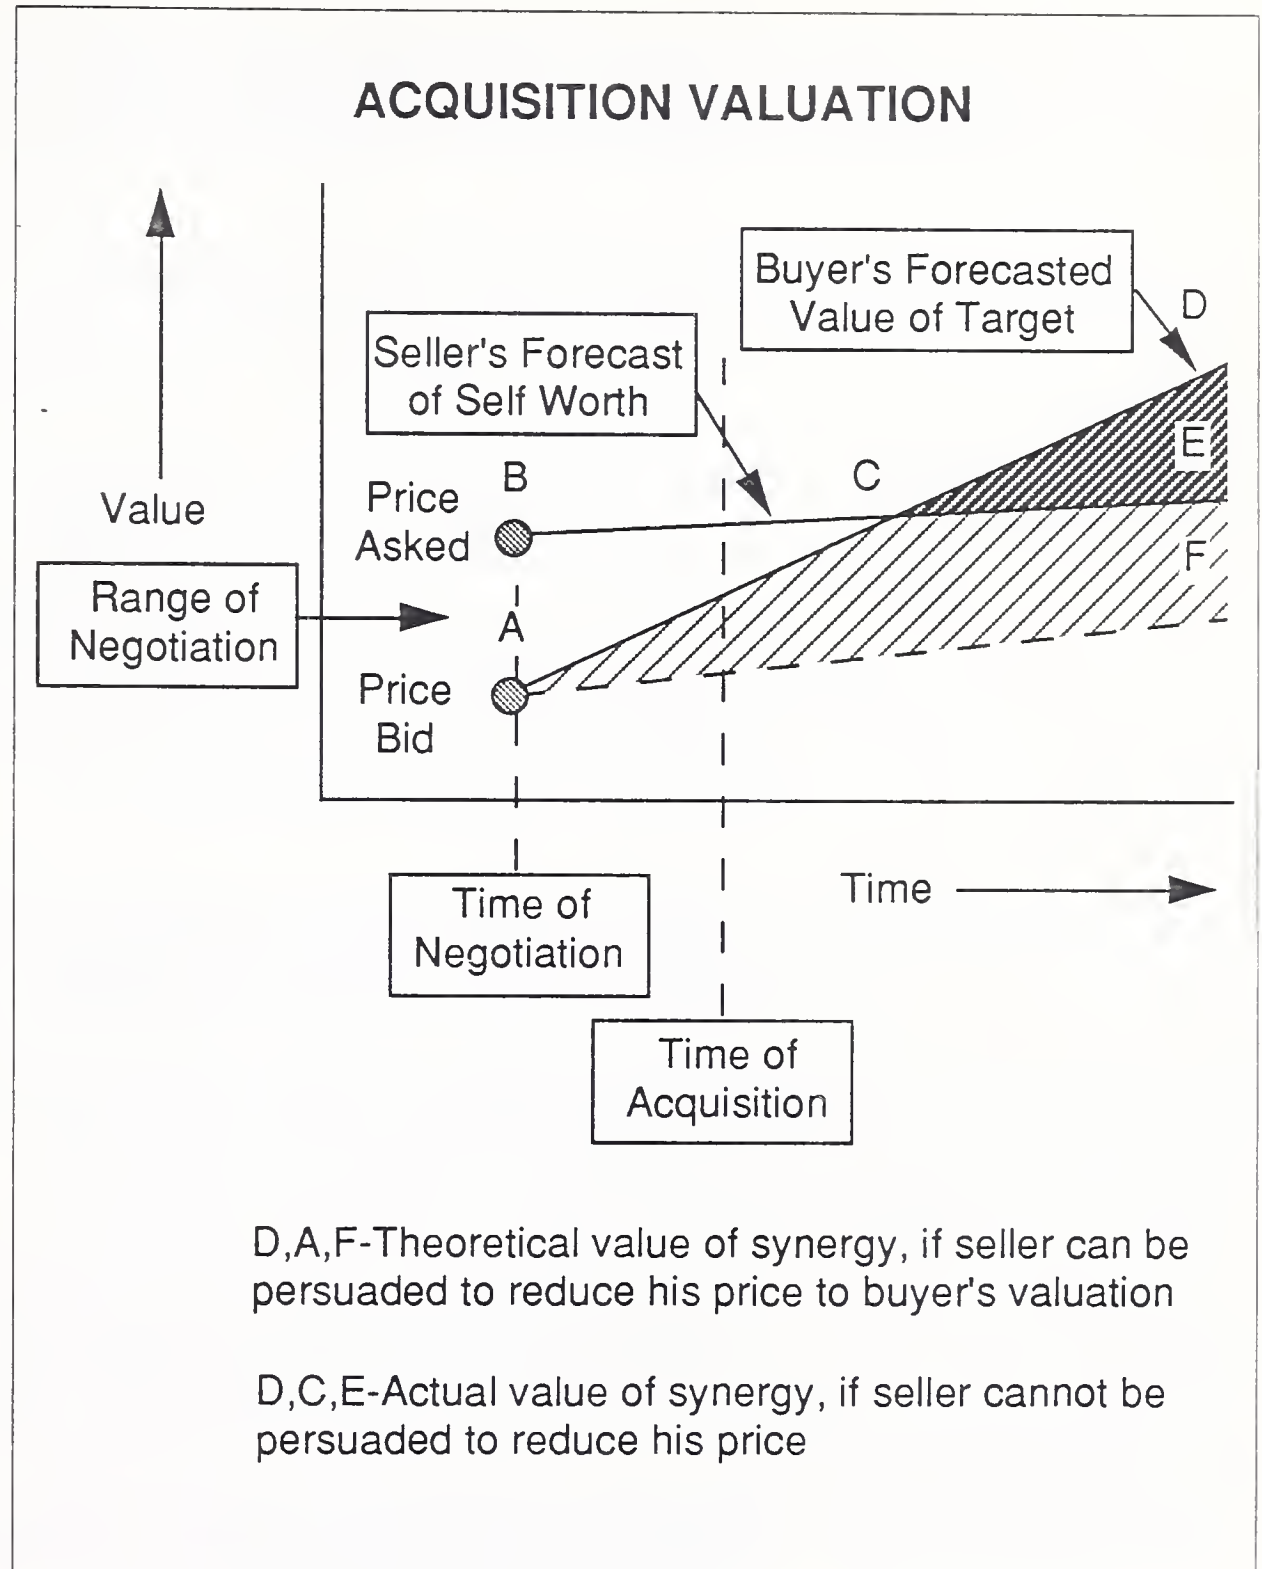 ACQUISITION VALUATION
Buyer's Forecasted
Value of Target
D
Seller's Forecast
of Self Worth
E
B
C
Price
Asked
Value
F
Range of
Negotiation
A
Price
Bid
Time of
Negotiation
Time
Time of
Acquisition
D,A,F-Theoretical value of synergy, if seller can be
persuaded to reduce his price to buyer's valuation
D,C,E-Actual value of synergy, if seller cannot be
persuaded to reduce his price